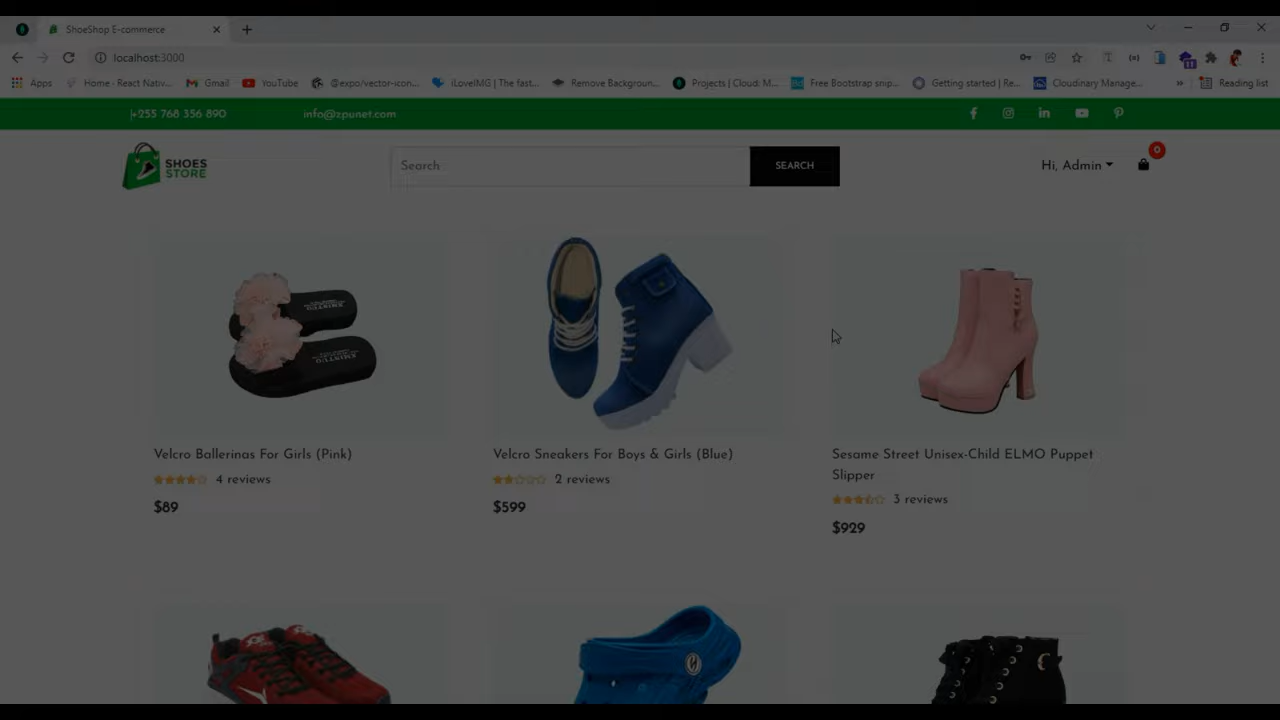 ShoeShop E-commerce
localhost:3000
Apps
Home · React Nativ...
Gmail
YouTube
@expo/vector-icon...
iLoveIMG | The fast...
Remove Backgroun...
Projects | Cloud: M...
Free Bootstrap snip...
Getting started | Re...
Cloudinary Manage...
Reading list
+255 768 356 890
info@zpunet.com
SHOES
STORE
Search
SEARCH
Hi, Admin
0
Velcro Ballerinas For Girls (Pink)
4 reviews
$89
Velcro Sneakers For Boys & Girls (Blue)
2 reviews
$599
Sesame Street Unisex-Child ELMO Puppet
Slipper
3 reviews
$929